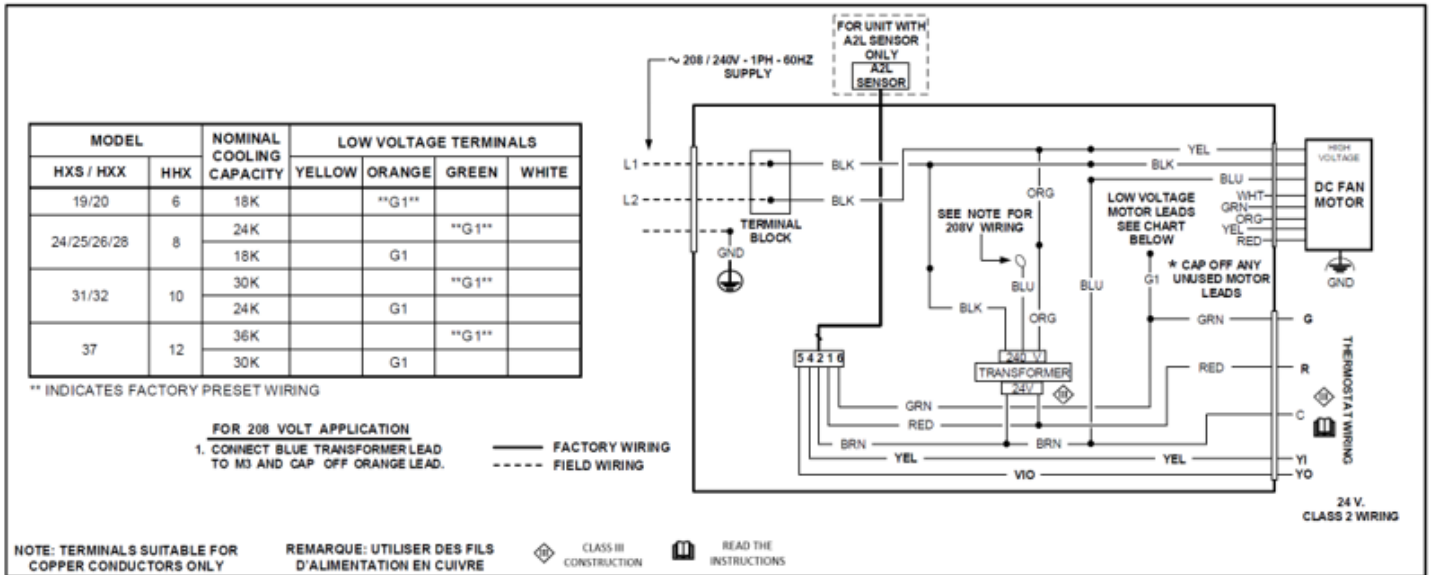 FOR UNIT WITH
A2L SENSOR
ONLY
A2L
SENSOR
~ 208 / 240V - 1PH - 60HZ
SUPPLY
MODEL
NOMINAL
COOLING
CAPACITY
LOW VOLTAGE TERMINALS
HXS / HXX
HHX
YELLOW
ORANGE
GREEN
WHITE
19/20 6 18K **G1**
24/25/26/28 8
24K **G1**
18K G1
31/32 10
30K **G1**
24K G1
37 12
36K **G1**
30K G1
** INDICATES FACTORY PRESET WIRING
FOR 208 VOLT APPLICATION
1. CONNECT BLUE TRANSFORMER LEAD
TO M3 AND CAP OFF ORANGE LEAD.
FACTORY WIRING
FIELD WIRING
L1
L2
BLK
BLK
TERMINAL
BLOCK
GND
SEE NOTE FOR
208V WIRING
BLU
BLK
ORG
ORG
240 V
TRANSFORMER
24V
III
LOW VOLTAGE
MOTOR LEADS
SEE CHART
BELOW
G1
BLU
* CAP OFF ANY
UNUSED MOTOR
LEADS
YEL
BLK
BLU
WHT
GRN
ORG
YEL
RED
HIGH
VOLTAGE
DC FAN
MOTOR
GND
5 4 2 1 6
GRN
RED
BRN
BRN
YEL
YEL
VIO
GRN
RED
G
R
C
YI
YO
THERMOSTAT WIRING
III
24 V.
CLASS 2 WIRING
NOTE: TERMINALS SUITABLE FOR
COPPER CONDUCTORS ONLY
REMARQUE: UTILISER DES FILS
D'ALIMENTATION EN CUIVRE
III
CLASS III
CONSTRUCTION
READ THE
INSTRUCTIONS